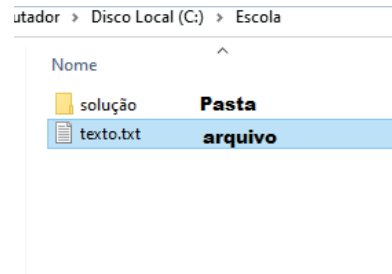 utador > Disco Local (C:) > Escola
Nome
solução Pasta
texto.txt arquivo